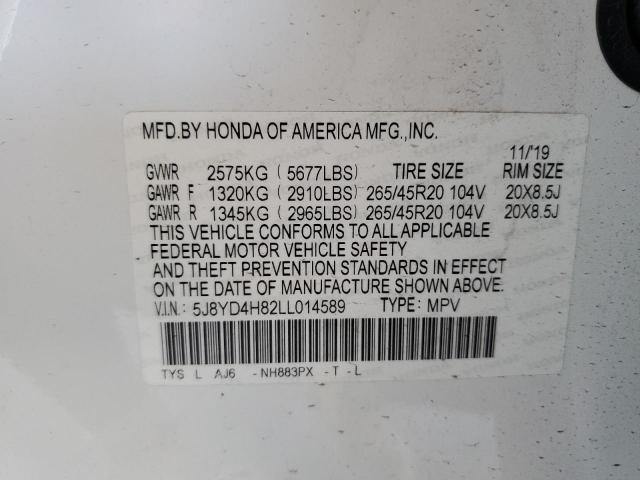 MFD.BY HONDA OF AMERICA MFG.,INC.
11/'19
GVWR 2575KG ( 5677LBS) TIRE SIZE RIM SIZE
GAWR F 1320KG ( 2910LBS) 265/45R20 104V 20X8.5J
GAWR R 1345KG ( 2965LBS) 265/45R20 104V 20X8.5J
THIS VEHICLE CONFORMS TO ALL APPLICABLE
FEDERAL MOTOR VEHICLE SAFETY
AND THEFT PREVENTION STANDARDS IN EFFECT
ON THE DATE OF MANUFACTURE SHOWN ABOVE.
V.I.N.: 5J8YD4H82LL014589 TYPE: MPV
TYS L AJ6 -NH883PX -T -L